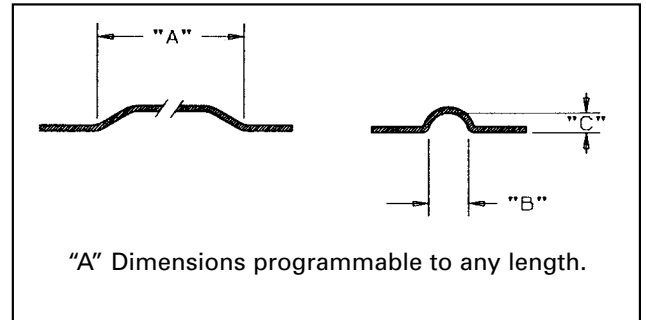 "A"
"C"
"B"
“A” Dimensions programmable to any length.